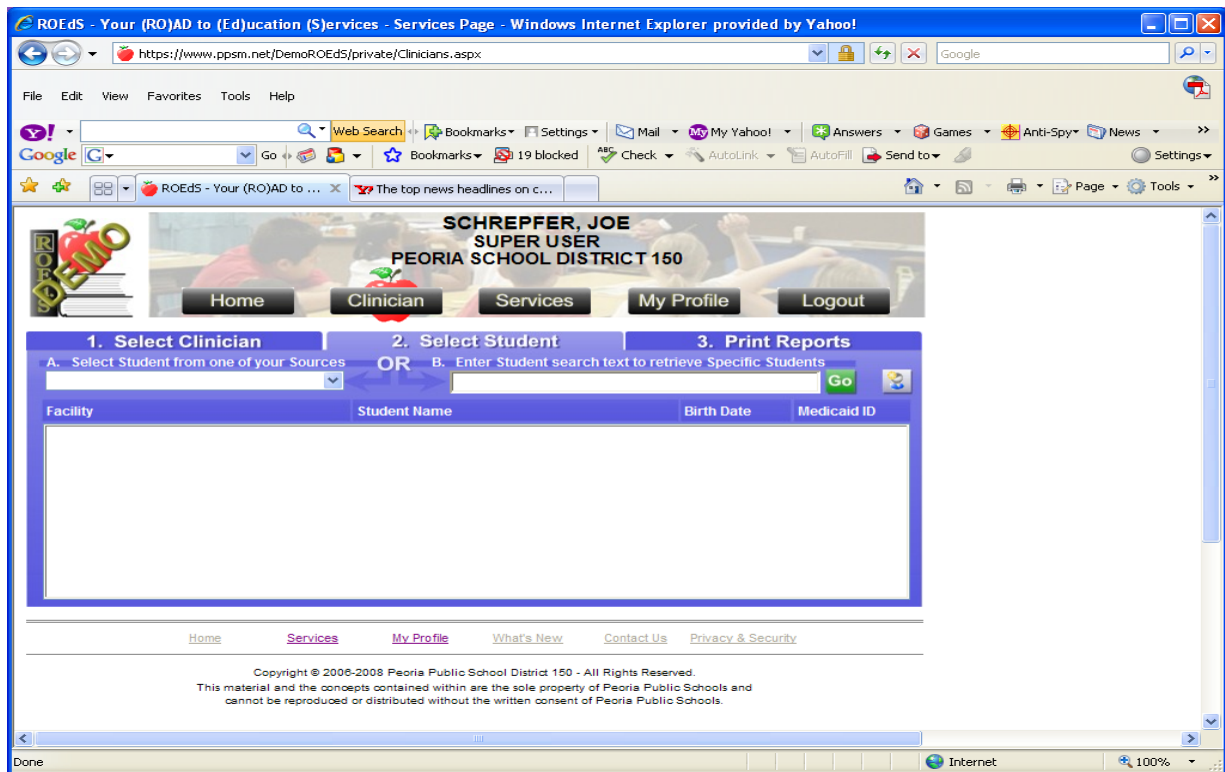 ROEdS - Your (RO)AD to (Ed)ucation (S)ervices - Services Page - Windows Internet Explorer provided by Yahoo!
https://www.ppsm.net/DemoROEdS/private/Clinicians.aspx Google
File Edit View Favorites Tools Help
Y! Web Search Bookmarks Settings Mail My Yahoo! Answers Games Anti-Spy News »
Google G Go Bookmarks 19 blocked ABC Check AutoLink AutoFill Send to Settings
ROEdS - Your (RO)AD to ... X Y? The top news headlines on c... Page Tools »
ROEDS
DEMO
SCHREPFER, JOE
SUPER USER
PEORIA SCHOOL DISTRICT 150
Home Clinician Services My Profile Logout
1. Select Clinician 2. Select Student 3. Print Reports
A. Select Student from one of your Sources OR B. Enter Student search text to retrieve Specific Students
Go
Facility Student Name Birth Date Medicaid ID
Home Services My Profile What's New Contact Us Privacy & Security
Copyright © 2006-2008 Peoria Public School District 150 - All Rights Reserved.
This material and the concepts contained within are the sole property of Peoria Public Schools and
cannot be reproduced or distributed without the written consent of Peoria Public Schools.
Done Internet 100%